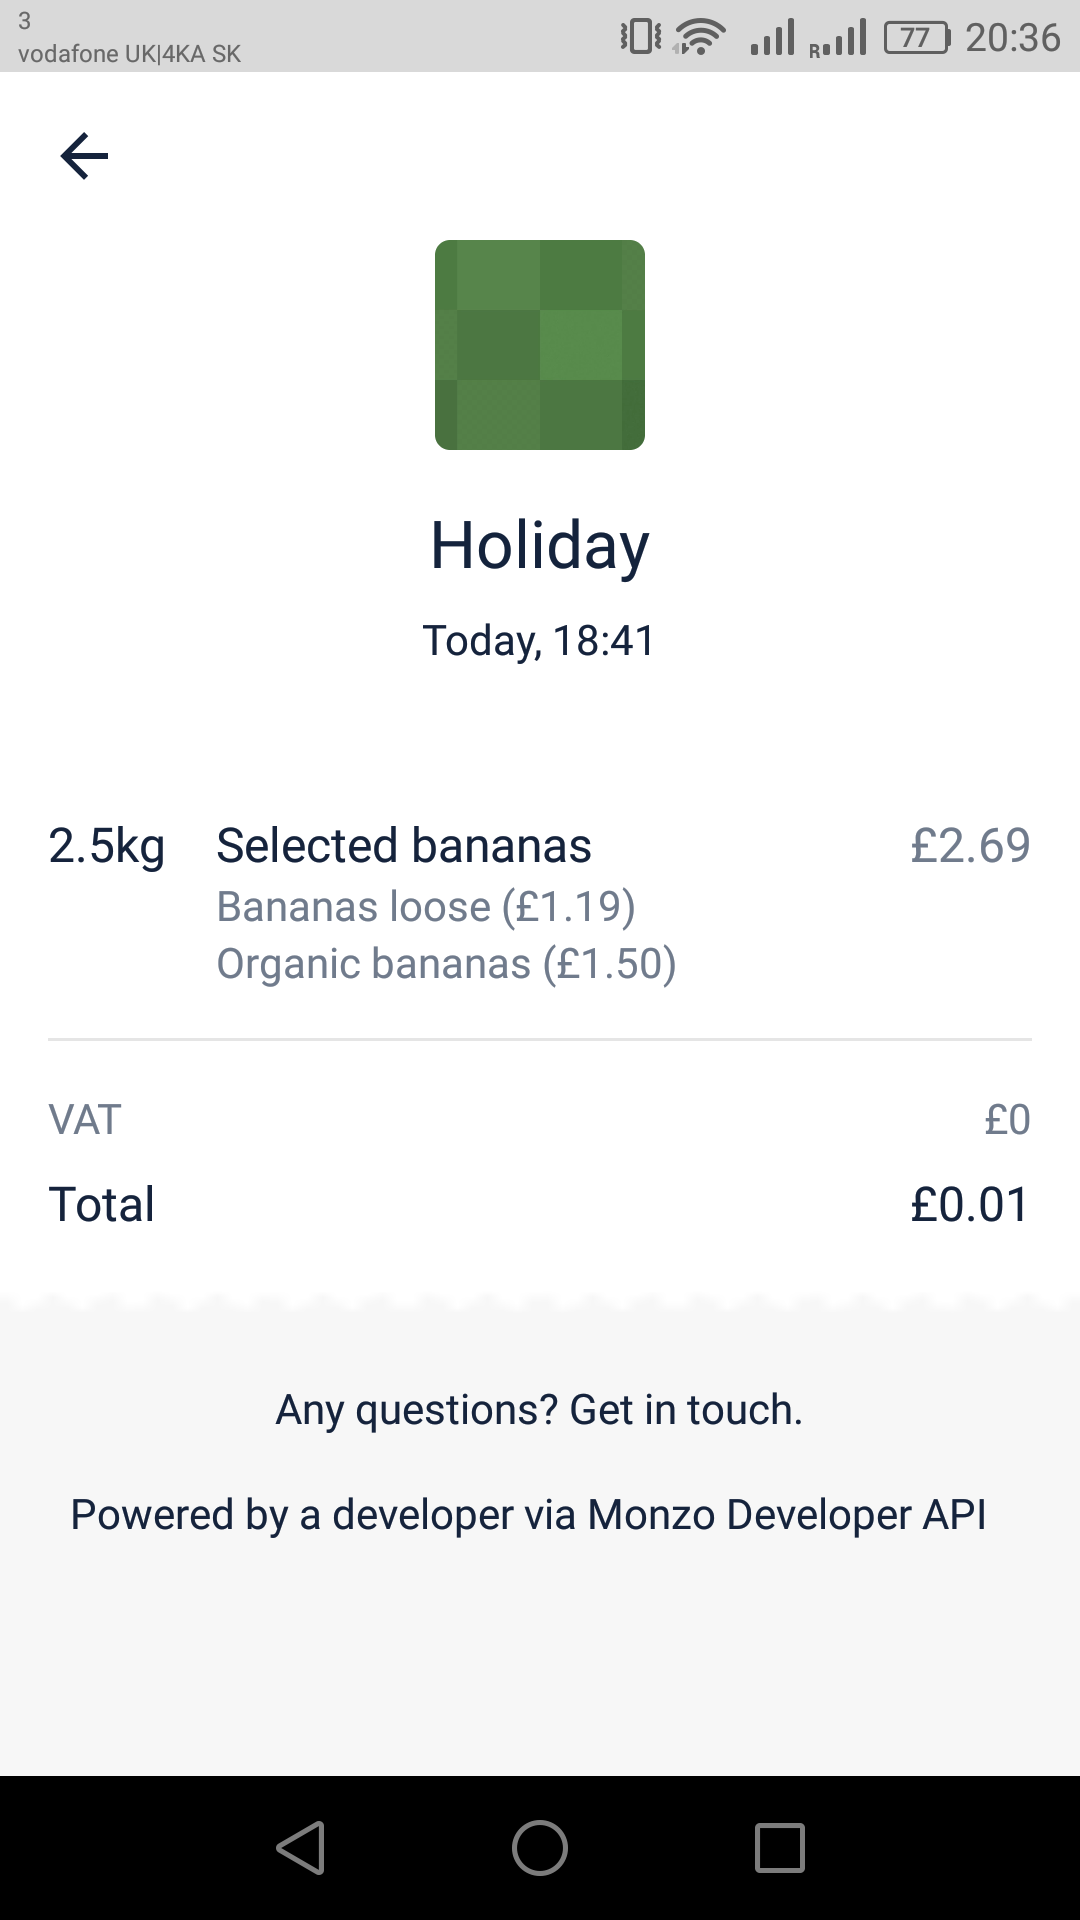 3
vodafone UK|4KA SK
R 77 20:36
Holiday
Today, 18:41
2.5kg Selected bananas £2.69
Bananas loose (£1.19)
Organic bananas (£1.50)
VAT £0
Total £0.01
Any questions? Get in touch.
Powered by a developer via Monzo Developer API